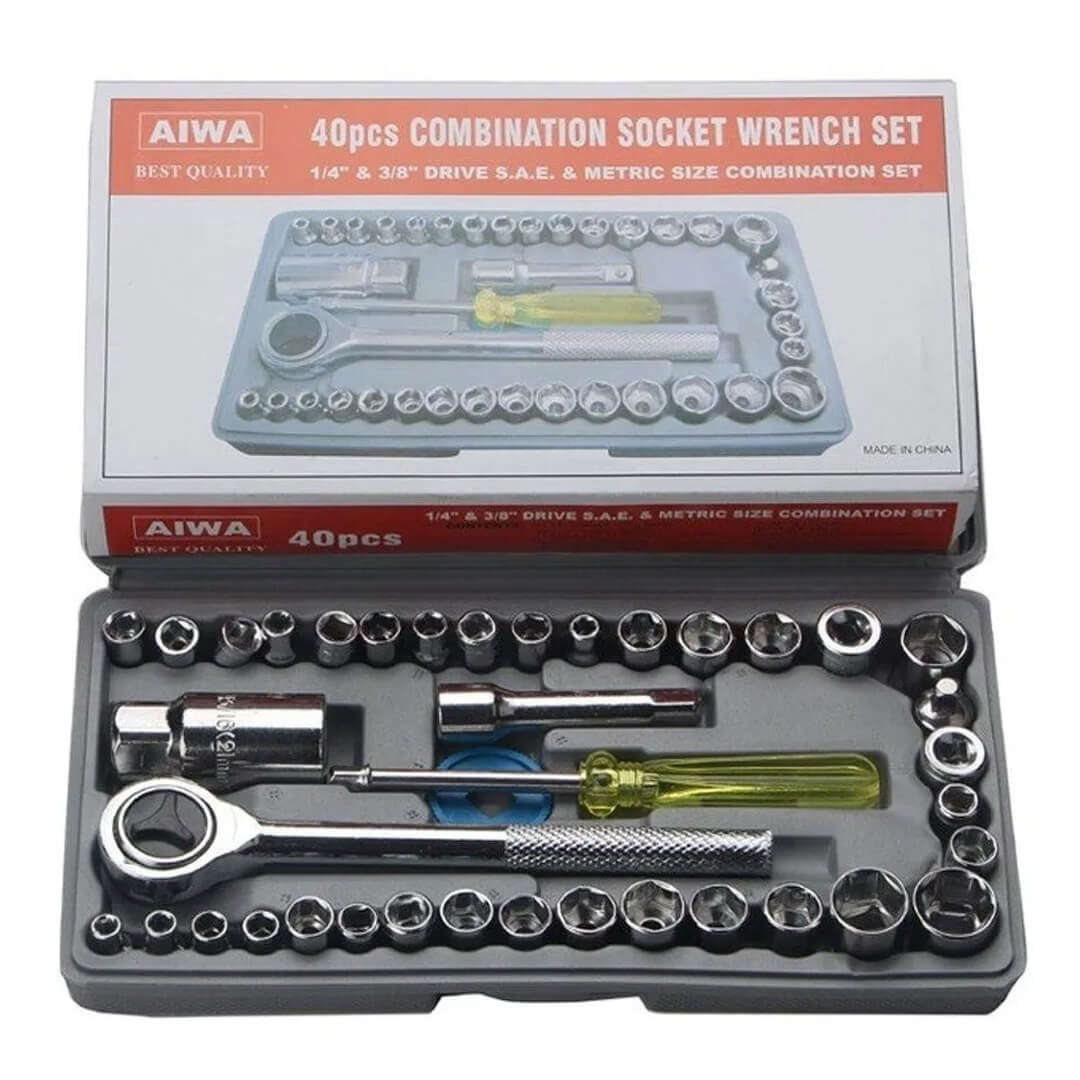 AIWA
BEST QUALITY
40pcs COMBINATION SOCKET WRENCH SET
1/4" & 3/8" DRIVE S.A.E. & METRIC SIZE COMBINATION SET
MADE IN CHINA
AIWA
BEST QUALITY
40pcs
1/4" & 3/8" DRIVE S.A.E. & METRIC SIZE COMBINATION SET
CONTENTS